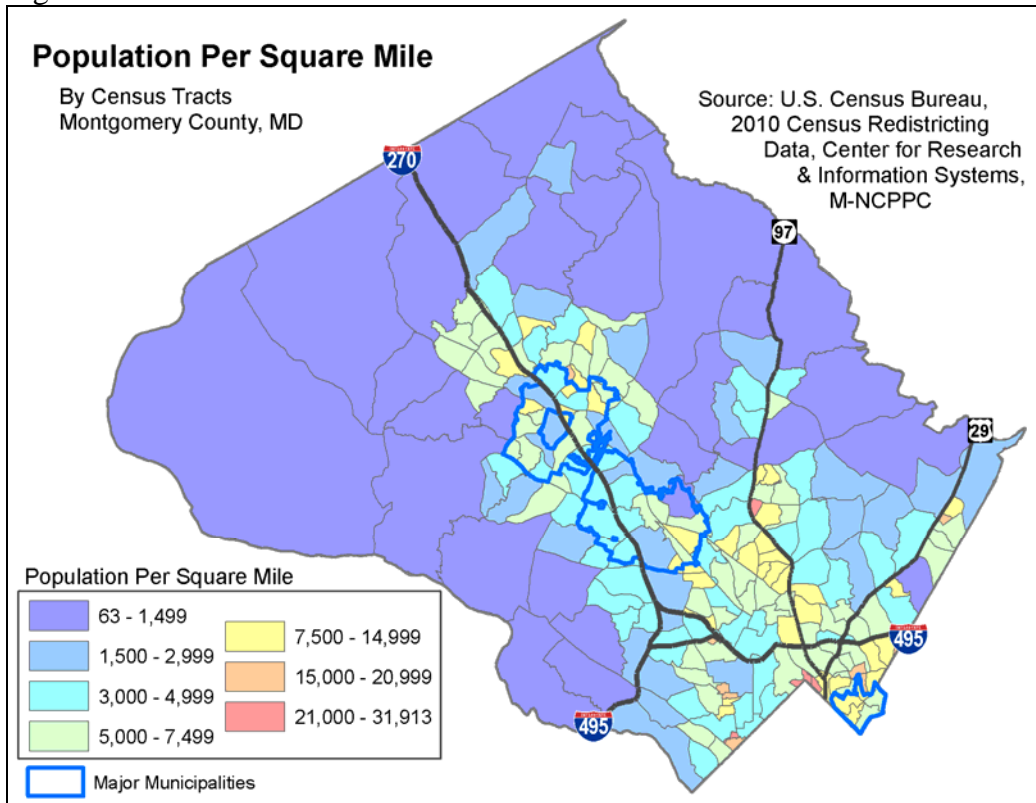 Population Per Square Mile
By Census Tracts
Montgomery County, MD
Source: U.S. Census Bureau,
2010 Census Redistricting
Data, Center for Research
& Information Systems,
M-NCPPC
INTERSTATE
270
97
29
INTERSTATE
495
INTERSTATE
495
Population Per Square Mile
63 - 1,499
1,500 - 2,999
3,000 - 4,999
5,000 - 7,499
7,500 - 14,999
15,000 - 20,999
21,000 - 31,913
Major Municipalities